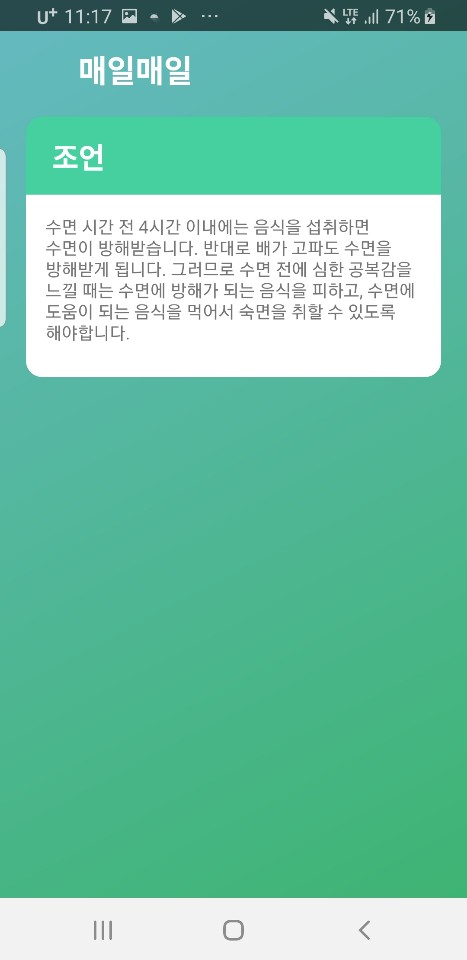 U+ 11:17 LTE 71%
매일매일
조언
수면 시간 전 4시간 이내에는 음식을 섭취하면
수면이 방해받습니다. 반대로 배가 고파도 수면을
방해받게 됩니다. 그러므로 수면 전에 심한 공복감을
느낄 때는 수면에 방해가 되는 음식을 피하고, 수면에
도움이 되는 음식을 먹어서 숙면을 취할 수 있도록
해야합니다.